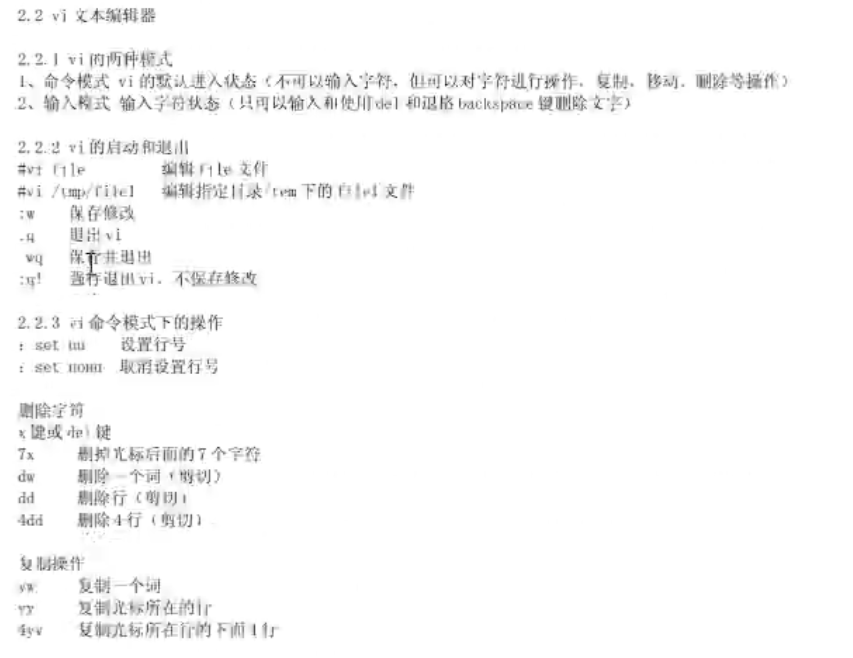 2.2 vi 文本编辑器
2.2.1 vi的两种模式
1、命令模式 vi 的默认进入状态（不可以输入字符，但可以对字符进行操作，复制，移动，删除等操作）
2、输入模式 输入字符状态（只可以输入和使用del 和退格 backspace 键删除文字）
2.2.2 vi的启动和退出
#vi file 编辑 file 文件
#vi /tmp/file1 编辑指定目录 下的 file1 文件
:w 保存修改
:q 退出 vi
wq 保存并退出
:q! 退出 vi，不保存修改
2.2.3 vi 命令模式下的操作
: set nu 设置行号
: set nonu 取消设置行号
删除字符
x 键或 del 键
7x 删掉光标后面的7个字符
dw 删除一个词（剪切）
dd 删除行（剪切）
4dd 删除4行（剪切）
复制操作
yw 复制一个词
yy 复制光标所在的行
4yy 复制光标所在行的下面4行